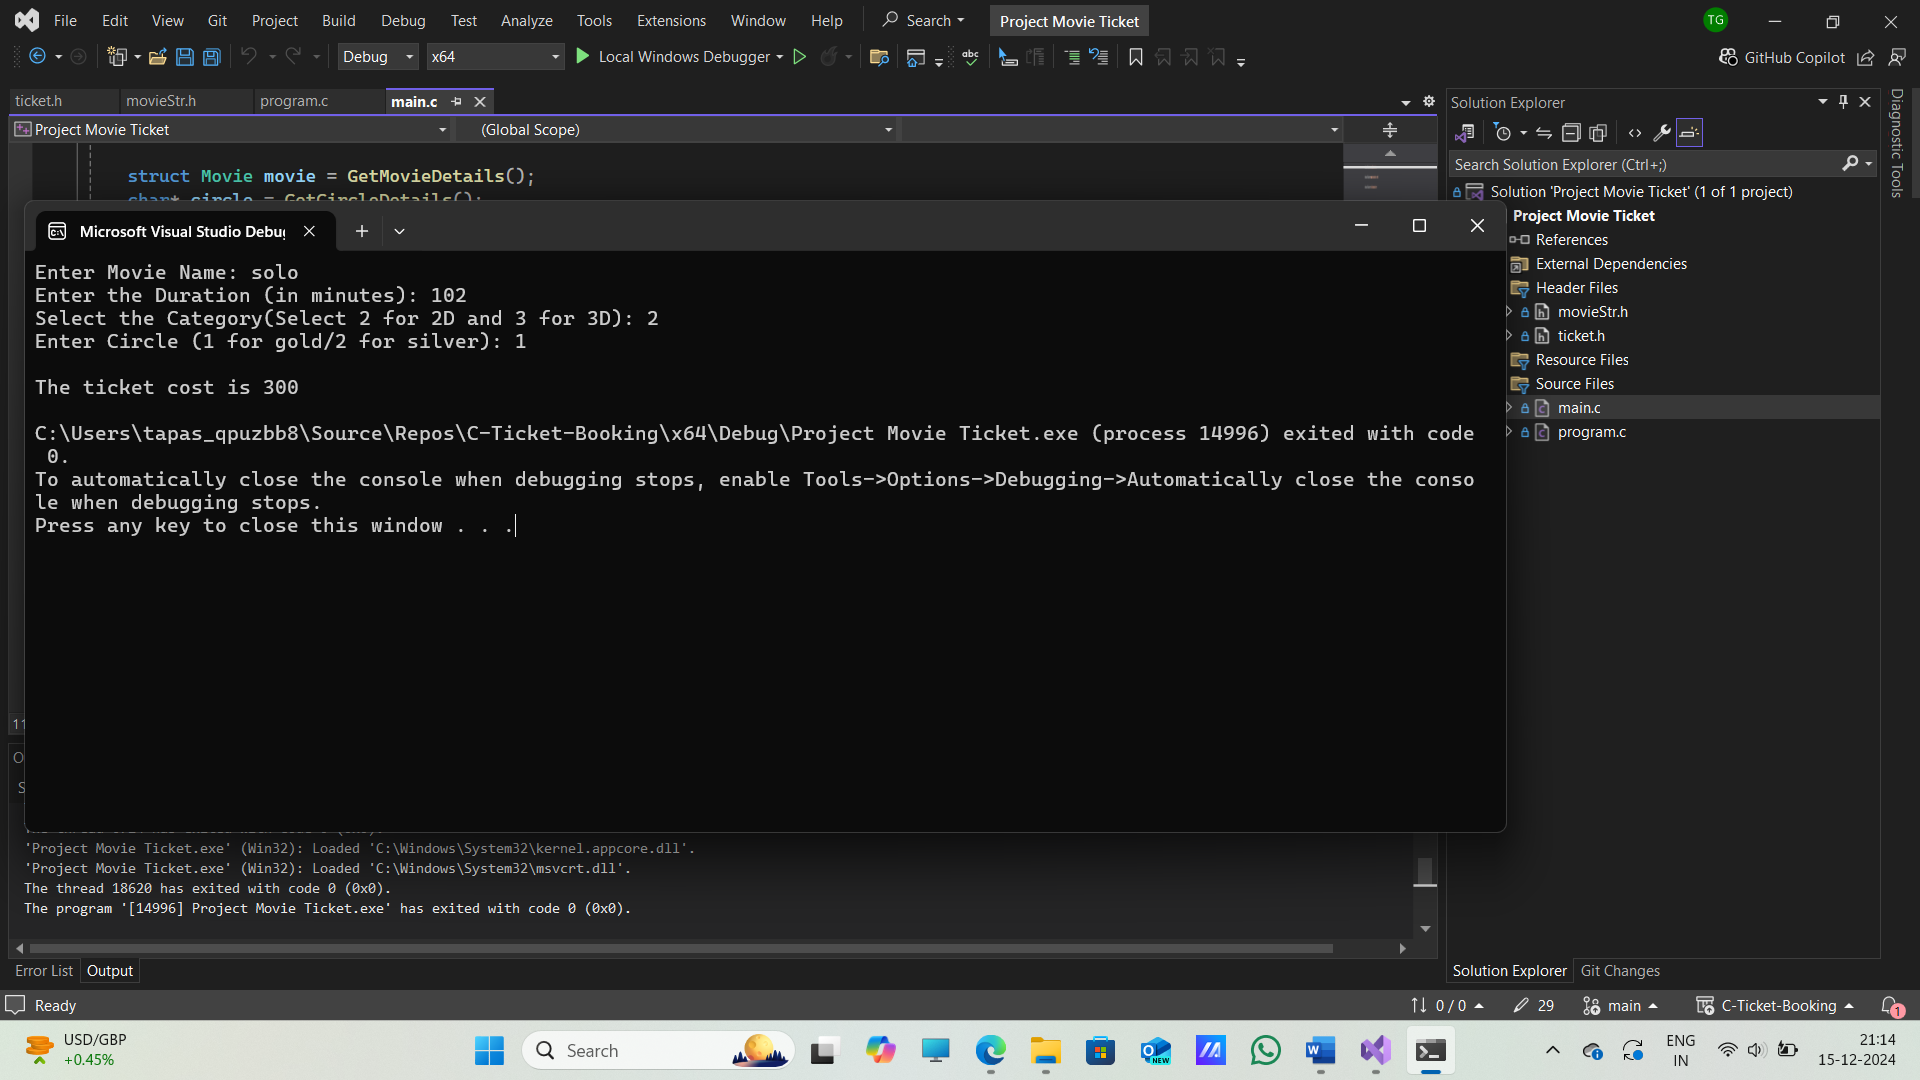 File Edit View Git Project Build Debug Test Analyze Tools Extensions Window Help Search Project Movie Ticket TG
Debug x64 Local Windows Debugger GitHub Copilot
ticket.h movieStr.h program.c main.c
Project Movie Ticket (Global Scope)
struct Movie movie = GetMovieDetails();
char* circle = GetCircleDetails();
Microsoft Visual Studio Debu
Enter Movie Name: solo
Enter the Duration (in minutes): 102
Select the Category(Select 2 for 2D and 3 for 3D): 2
Enter Circle (1 for gold/2 for silver): 1
The ticket cost is 300
C:\Users\tapas_qpuzbb8\Source\Repos\C-Ticket-Booking\x64\Debug\Project Movie Ticket.exe (process 14996) exited with code
0.
To automatically close the console when debugging stops, enable Tools->Options->Debugging->Automatically close the conso
le when debugging stops.
Press any key to close this window . . .
'Project Movie Ticket.exe' (Win32): Loaded 'C:\Windows\System32\kernel.appcore.dll'.
'Project Movie Ticket.exe' (Win32): Loaded 'C:\Windows\System32\msvcrt.dll'.
The thread 18620 has exited with code 0 (0x0).
The program '[14996] Project Movie Ticket.exe' has exited with code 0 (0x0).
Error List Output
Solution Explorer
Search Solution Explorer (Ctrl+;)
Solution 'Project Movie Ticket' (1 of 1 project)
Project Movie Ticket
References
External Dependencies
Header Files
movieStr.h
ticket.h
Resource Files
Source Files
main.c
program.c
Solution Explorer Git Changes
Diagnostic Tools
Ready 0 / 0 29 main C-Ticket-Booking 1
USD/GBP
+0.45%
Search
NEW
ENG
IN
21:14
15-12-2024